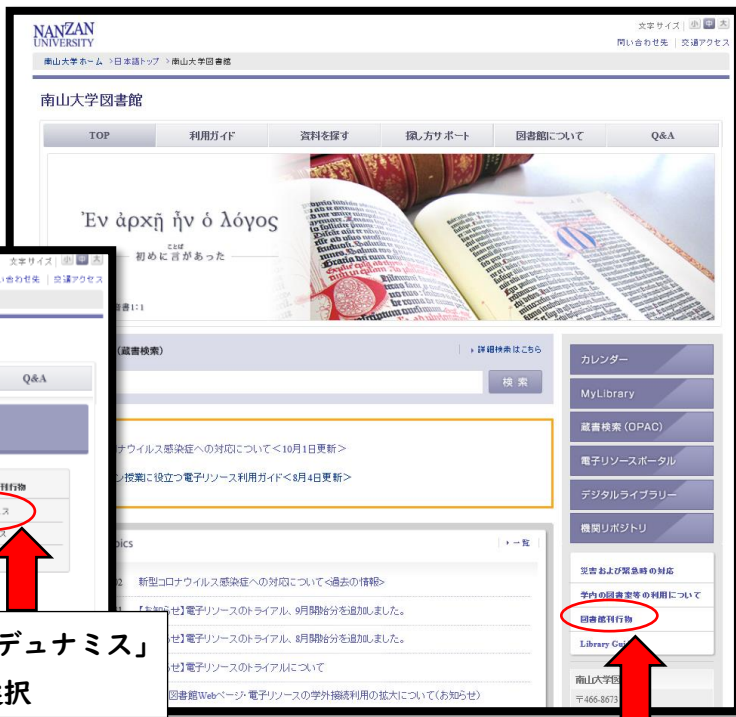 NANZAN
UNIVERSITY
文字サイズ 小 中 大
問い合わせ先 交通アクセス
南山大学ホーム >日本語トップ >南山大学図書館
南山大学図書館
TOP 利用ガイド 資料を探す 探し方サポート 図書館について Q&A
Ἐν ἀρχῇ ἦν ὁ λόγος
ことば
初めに言があった
書1:1
(蔵書検索)
詳細検索はこちら
検索
ナウイルス感染症への対応について<10月1日更新>
ン授業に役立つ電子リソース利用ガイド<8月4日更新>
pics
一覧
新型コロナウイルス感染症への対応について<過去の情報>
【お知らせ】電子リソースのトライアル、9月開始分を追加しました。
せ】電子リソースのトライアル、8月開始分を追加しました。
せ】電子リソースのトライアルについて
図書館Webページ・電子リソースの学外接続利用の拡大について(お知らせ)
カレンダー
MyLibrary
蔵書検索(OPAC)
電子リソースポータル
デジタルライブラリー
機関リポジトリ
災害および緊急時の対応
学内の図書室等の利用について
図書館刊行物
Library Gu
南山大学図
〒466-8673
文字サイズ 小 中 大
い合わせ先 交通アクセス
Q&A
刊行物
ミス
ス
デュナミス」
択